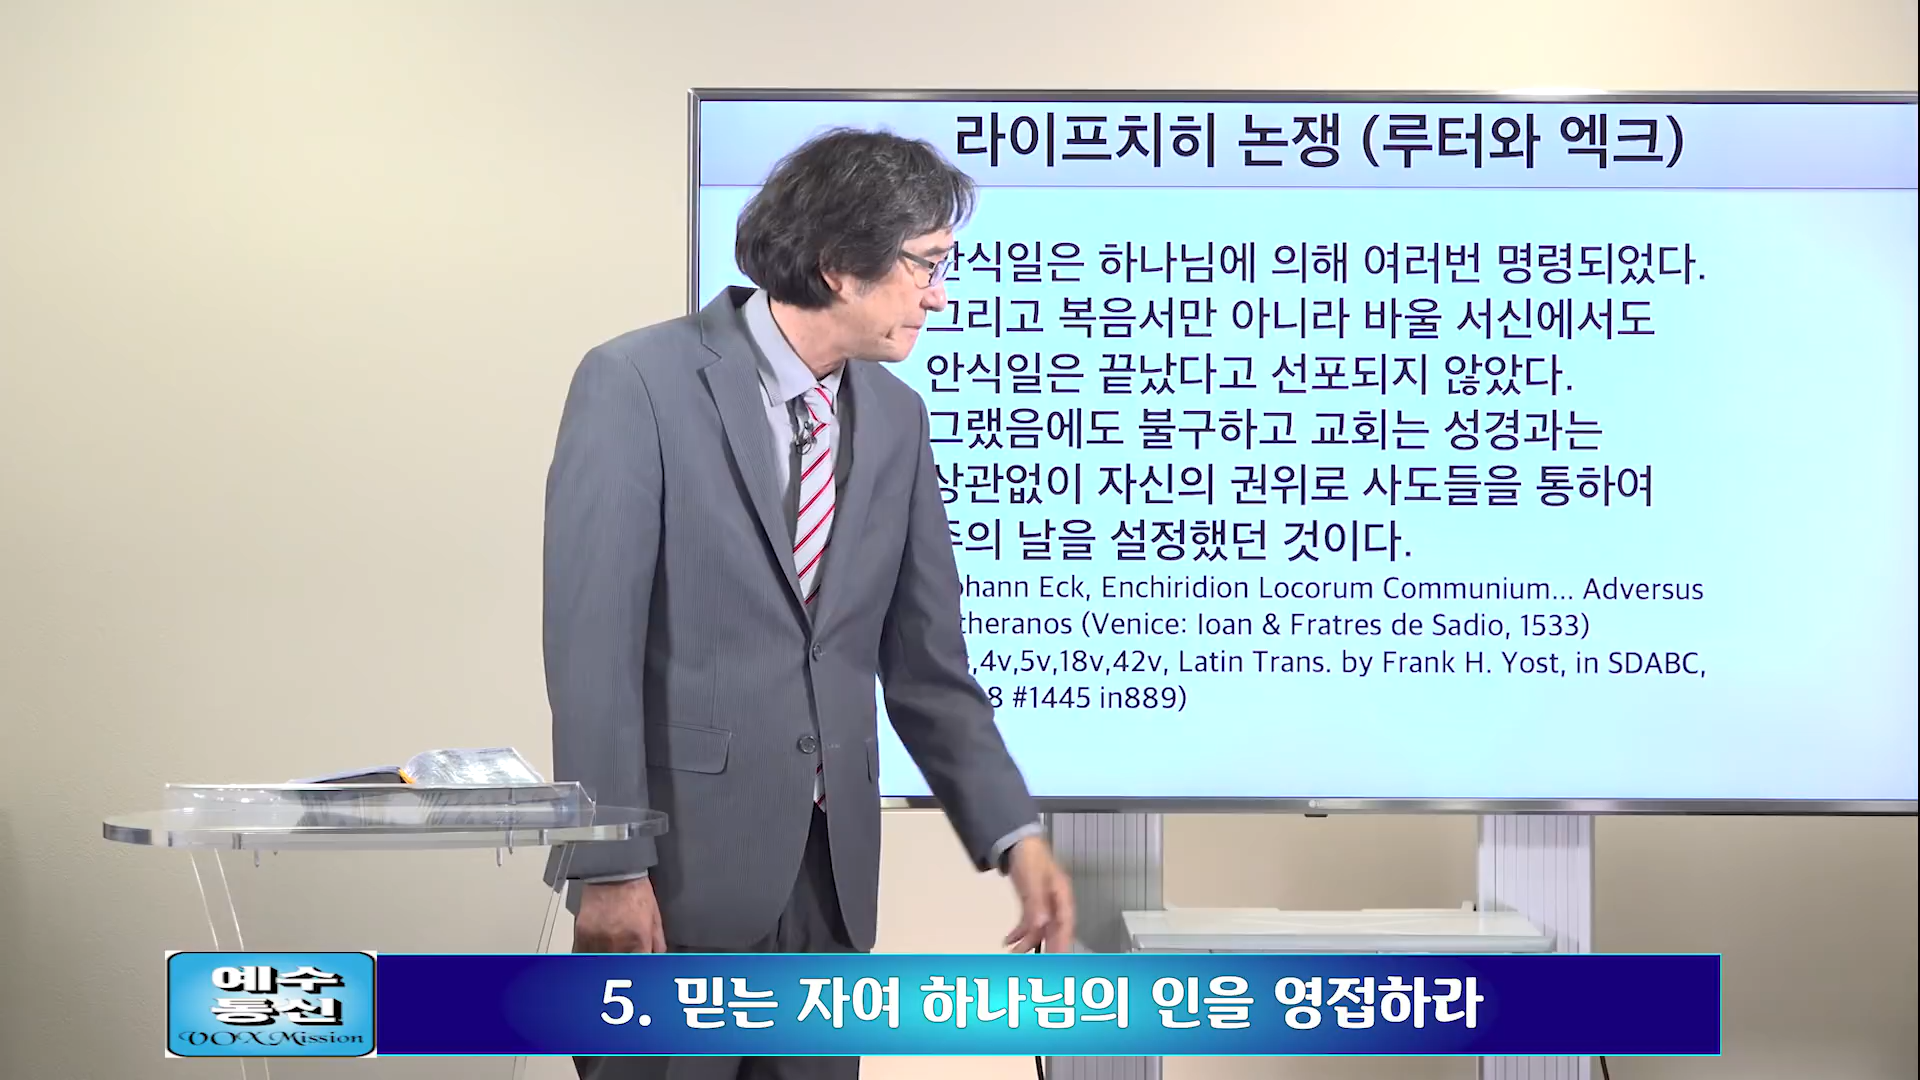 라이프치히 논쟁 (루터와 엑크)
안식일은 하나님에 의해 여러번 명령되었다.
그리고 복음서만 아니라 바울 서신에서도
안식일은 끝났다고 선포되지 않았다.
그랬음에도 불구하고 교회는 성경과는
상관없이 자신의 권위로 사도들을 통하여
주의 날을 설정했던 것이다.
Eck, Enchiridion Locorum Communium... Adversus
(Venice: Ioan & Fratres de Sadio, 1533)
,4v,5v,18v,42v, Latin Trans. by Frank H. Yost, in SDABC,
8 #1445 in889)
예수
통신
VOX Mission
5. 믿는 자여 하나님의 인을 영접하라